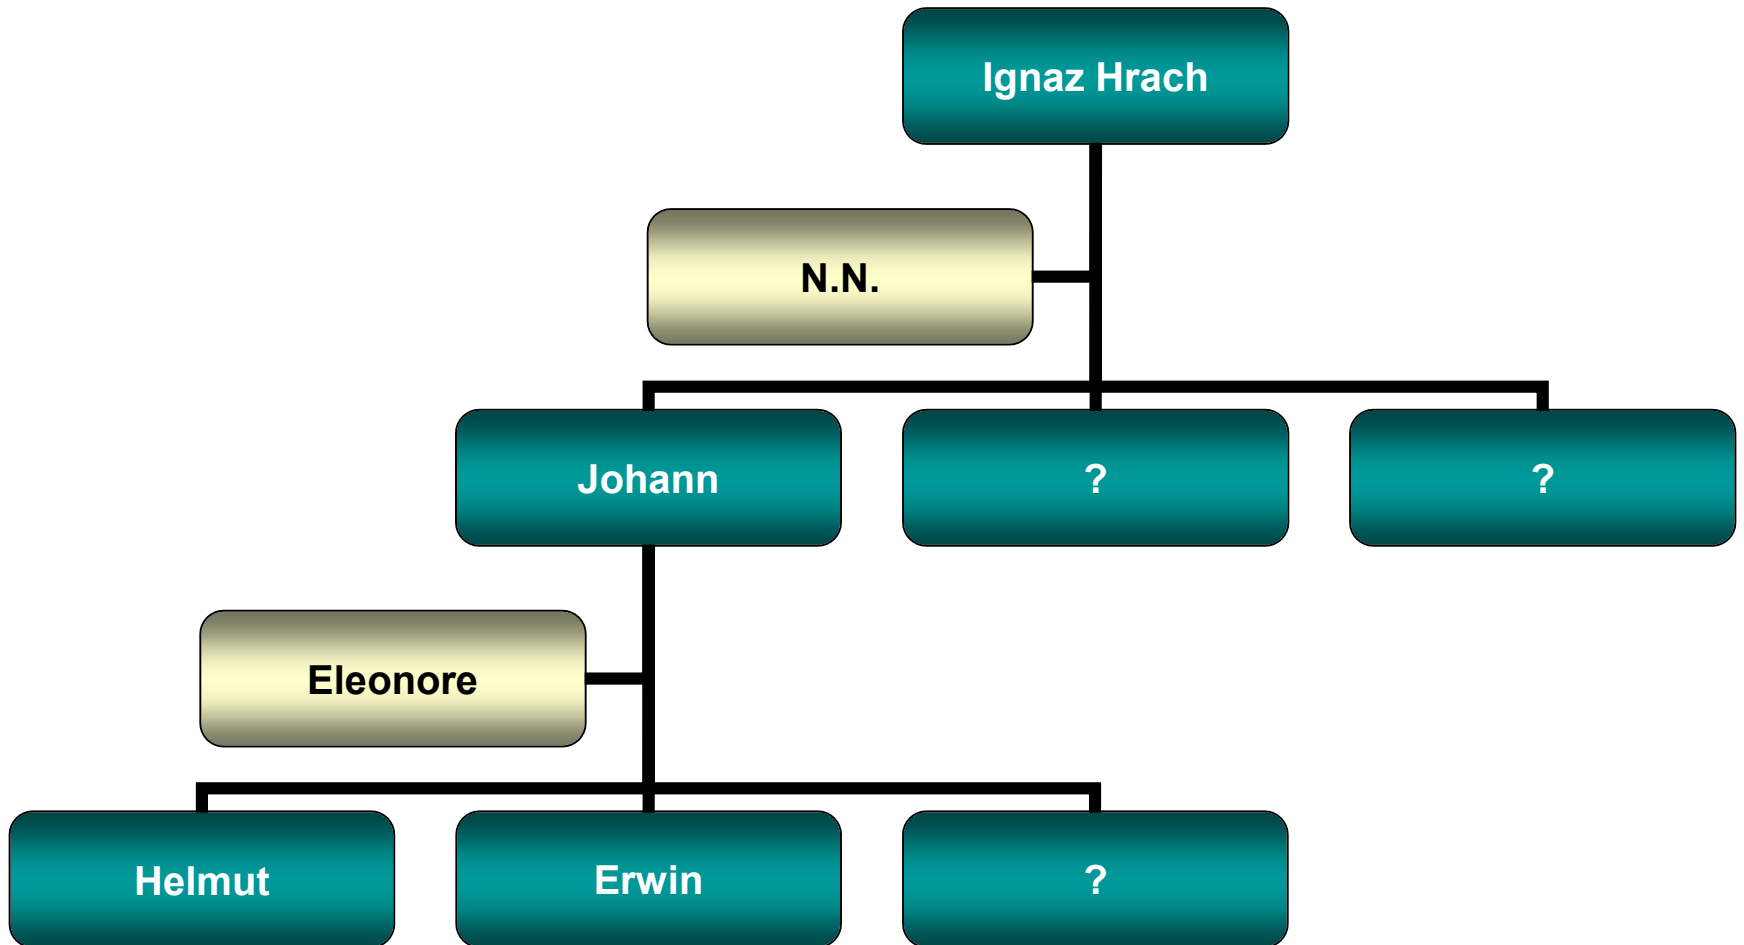 Ignaz Hrach
N.N.
Johann
?
?
Eleonore
Helmut
Erwin
?